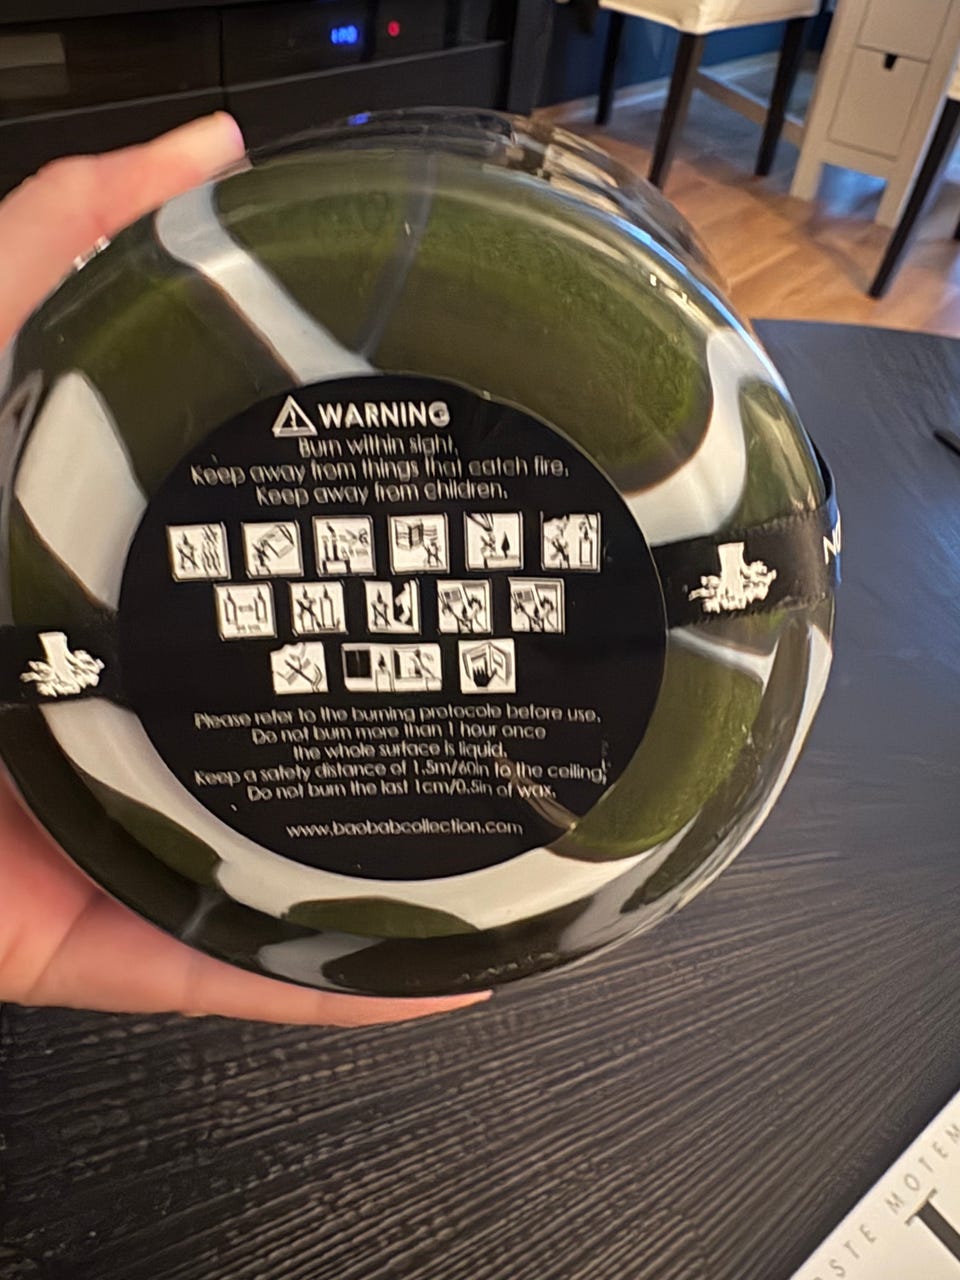 WARNING
Burn within sight.
Keep away from things that catch fire.
Keep away from children.
Please refer to the burning protocole before use.
Do not burn more than 1 hour once
the whole surface is liquid.
Keep a safety distance of 1,5m/60in to the ceiling!
Do not burn the last 1cm/0,5in of wax.
www.baobabcollection.com
STE MOTEM